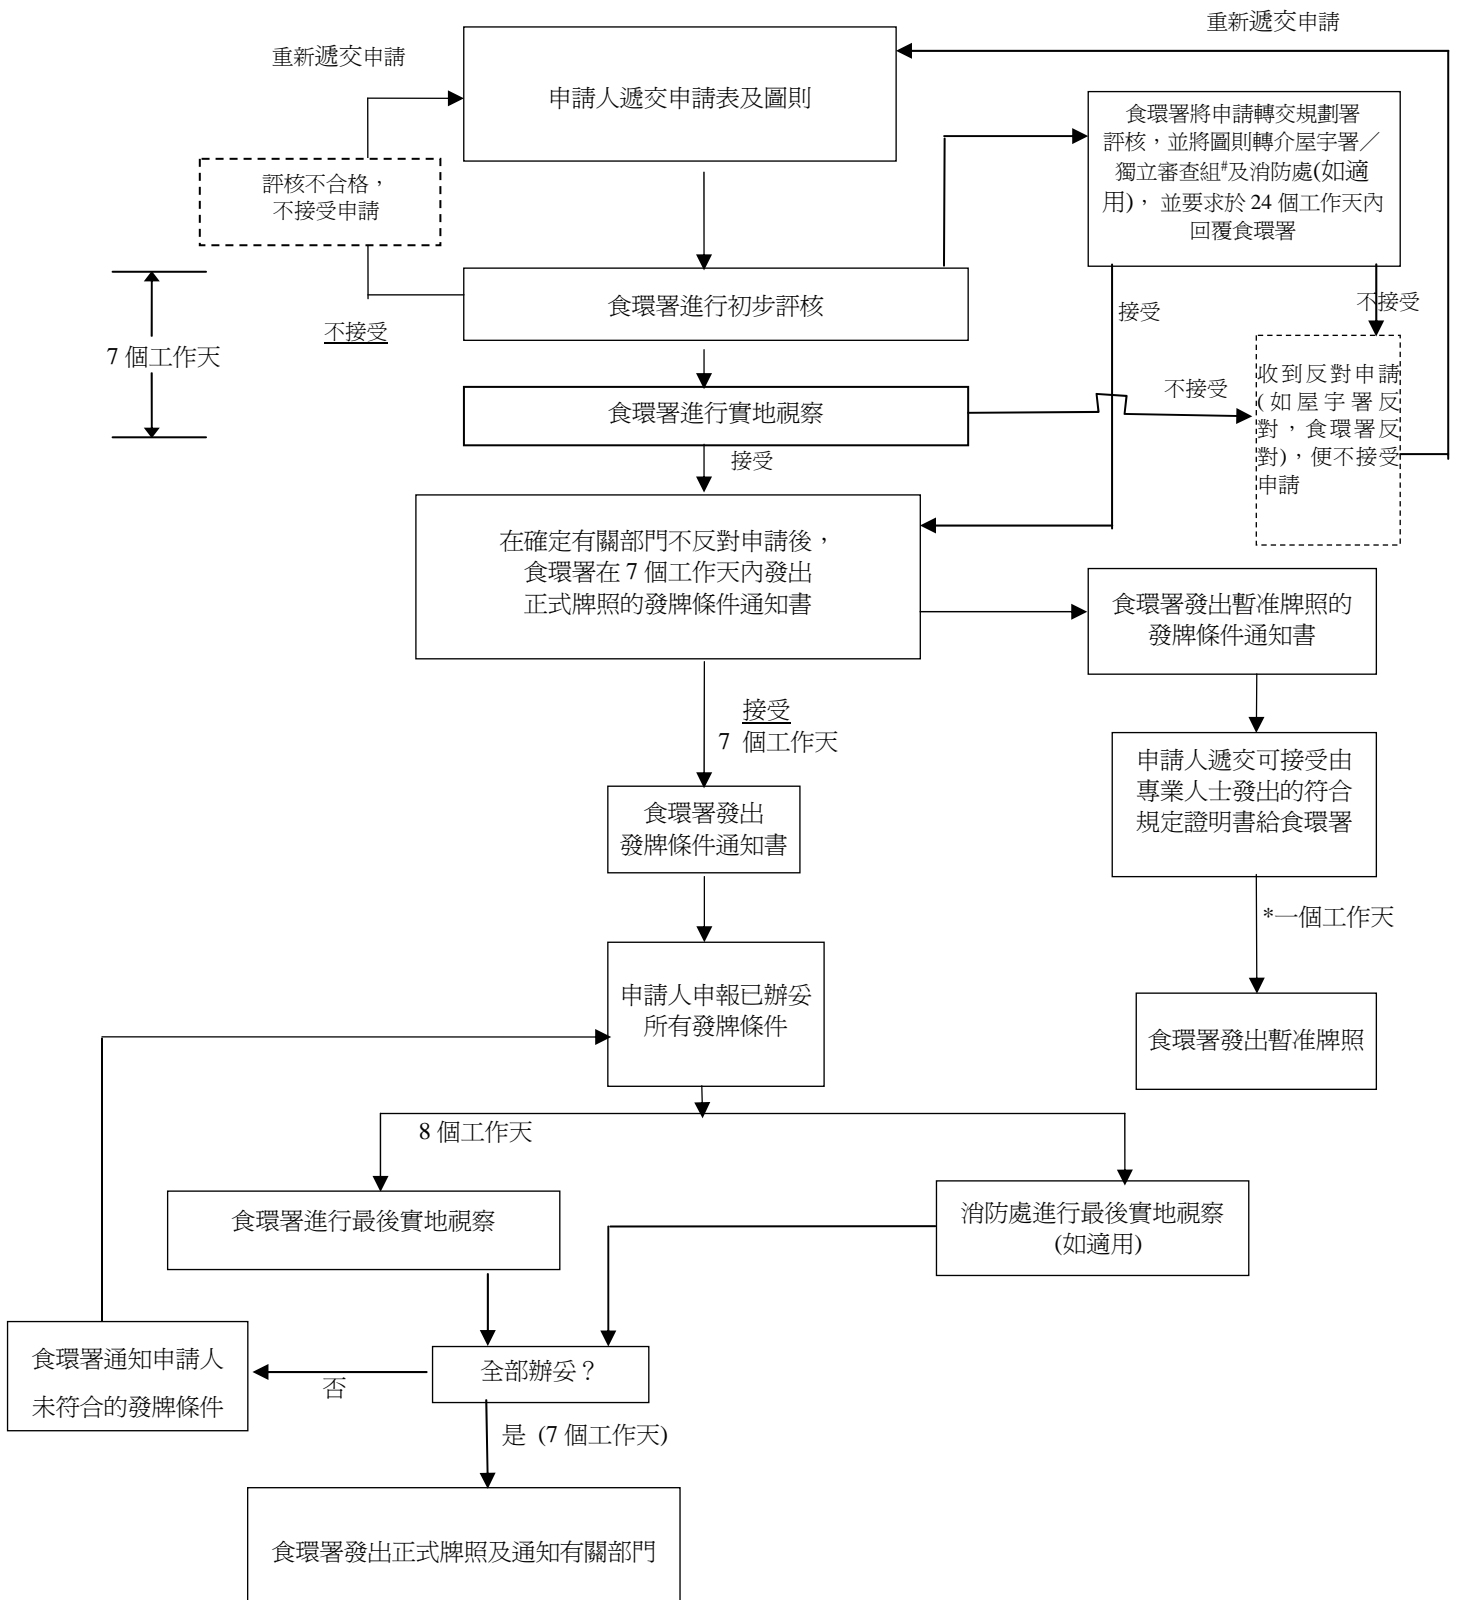 重新遞交申請
重新遞交申請
申請人遞交申請表及圖則
食環署將申請轉交規劃署
評核，並將圖則轉介屋宇署／
獨立審查組#及消防處(如適
用)， 並要求於 24 個工作天內
回覆食環署
評核不合格，
不接受申請
食環署進行初步評核
不接受
接受
不接受
7 個工作天
食環署進行實地視察
不接受
收到反對申請
(如屋宇署反
對，食環署反
對)，便不接受
申請
接受
在確定有關部門不反對申請後，
食環署在 7 個工作天內發出
正式牌照的發牌條件通知書
食環署發出暫准牌照的
發牌條件通知書
接受
7 個工作天
申請人遞交可接受由
專業人士發出的符合
規定證明書給食環署
食環署發出
發牌條件通知書
*一個工作天
申請人申報已辦妥
所有發牌條件
食環署發出暫准牌照
8 個工作天
食環署進行最後實地視察
消防處進行最後實地視察
(如適用)
食環署通知申請人
未符合的發牌條件
全部辦妥？
否
是 (7 個工作天)
食環署發出正式牌照及通知有關部門